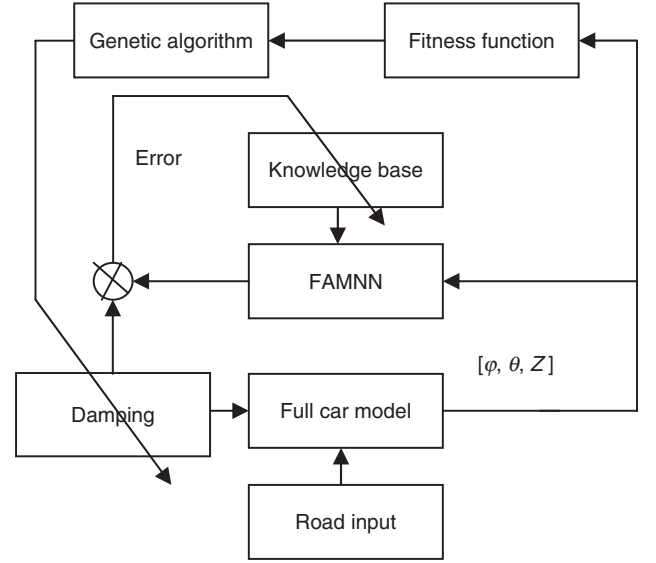 Genetic algorithm
Fitness function
Error
Knowledge base
FAMNN
[φ, θ, Z]
Damping
Full car model
Road input